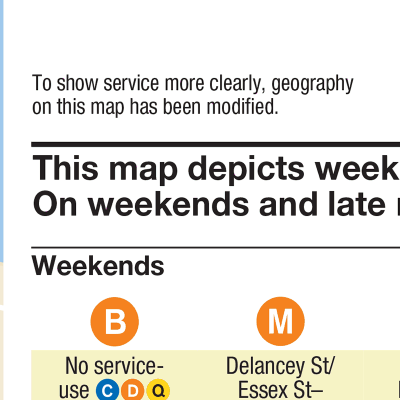 To show service more clearly, geography
on this map has been modified.
This map depicts week
On weekends and late
Weekends
B M
No service- Delancey St/
use C D Q Essex St–